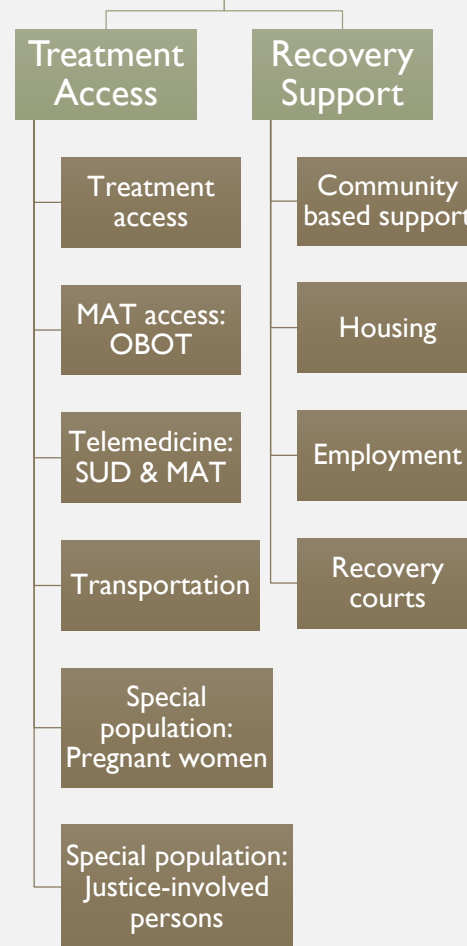 Treatment
Access
Treatment
access
MAT access:
OBOT
Telemedicine:
SUD & MAT
Transportation
Special
population:
Pregnant women
Special population:
Justice-involved
persons
Recovery
Support
Community
based support
Housing
Employment
Recovery
courts